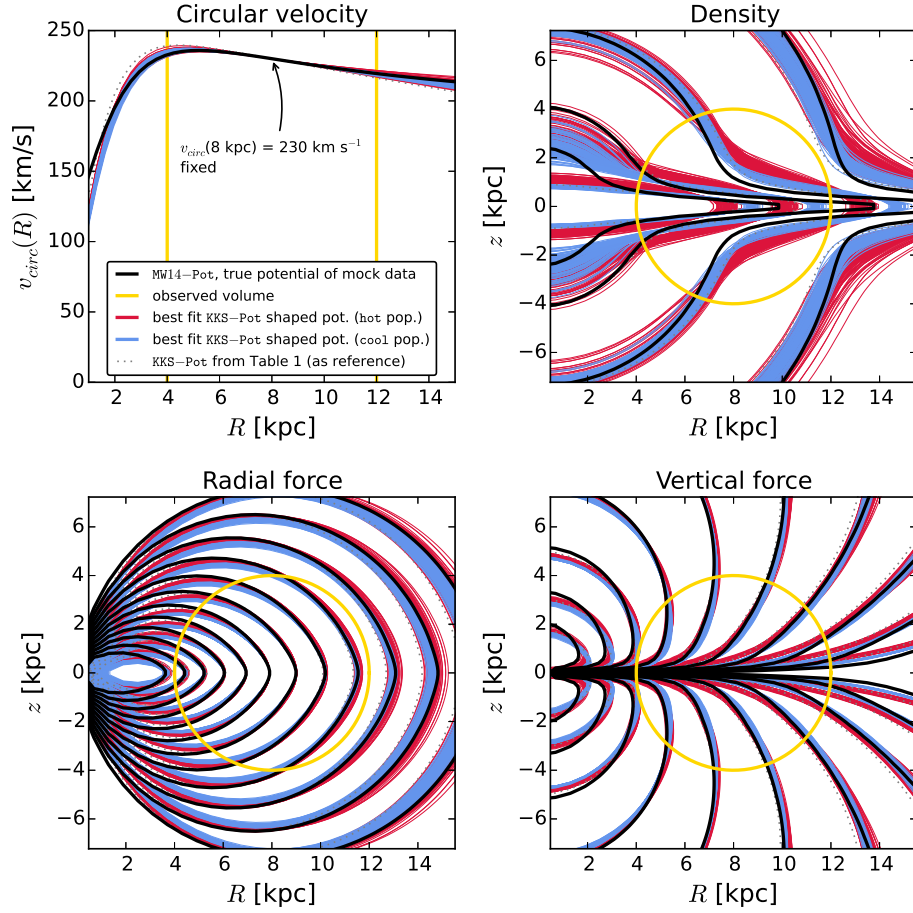 Circular velocity
250
200
150
100
50
0
v_circ(R) [km/s]
v_circ(8 kpc) = 230 km s⁻¹
fixed
MW14−Pot, true potential of mock data
observed volume
best fit KKS−Pot shaped pot. (hot pop.)
best fit KKS−Pot shaped pot. (cool pop.)
KKS−Pot from Table 1 (as reference)
2 4 6 8 10 12 14
R [kpc]
Density
6
4
2
0
−2
−4
−6
z [kpc]
2 4 6 8 10 12 14
R [kpc]
Radial force
6
4
2
0
−2
−4
−6
z [kpc]
2 4 6 8 10 12 14
R [kpc]
Vertical force
6
4
2
0
−2
−4
−6
z [kpc]
2 4 6 8 10 12 14
R [kpc]